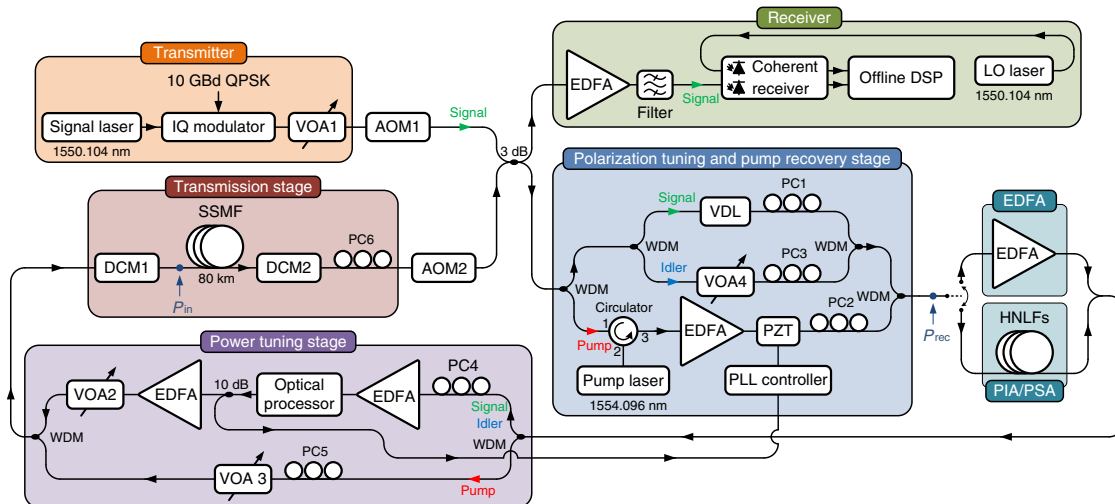 Transmitter
10 GBd QPSK
Signal laser
IQ modulator
VOA1
AOM1
Signal
1550.104 nm
3 dB
Receiver
EDFA
Filter
Signal
Coherent
receiver
Offline DSP
LO laser
1550.104 nm
Transmission stage
SSMF
DCM1
80 km
DCM2
PC6
AOM2
Pin
Polarization tuning and pump recovery stage
Signal
VDL
PC1
WDM
WDM
Idler
VOA4
PC3
WDM
Circulator
1
2
3
Pump
EDFA
PZT
PC2
WDM
Pump laser
PLL controller
1554.096 nm
Prec
EDFA
EDFA
HNLFs
PIA/PSA
Power tuning stage
VOA2
EDFA
10 dB
Optical
processor
EDFA
PC4
Signal
Idler
WDM
WDM
VOA 3
PC5
Pump